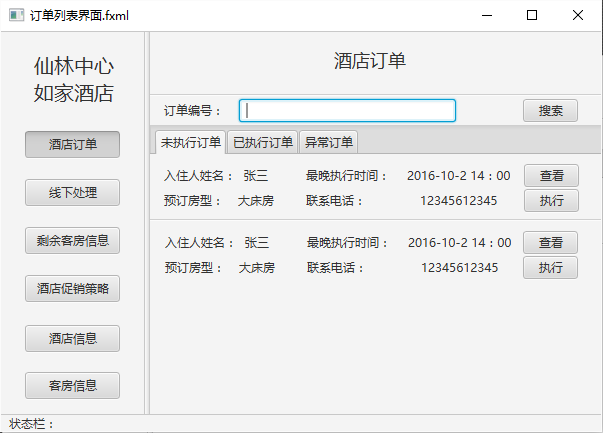 订单列表界面.fxml
仙林中心
如家酒店
酒店订单
线下处理
剩余客房信息
酒店促销策略
酒店信息
客房信息
酒店订单
订单编号： 搜索
未执行订单 已执行订单 异常订单
入住人姓名： 张三 最晚执行时间： 2016-10-2 14：00 查看
预订房型： 大床房 联系电话： 12345612345 执行
入住人姓名： 张三 最晚执行时间： 2016-10-2 14：00 查看
预订房型： 大床房 联系电话： 12345612345 执行
状态栏：